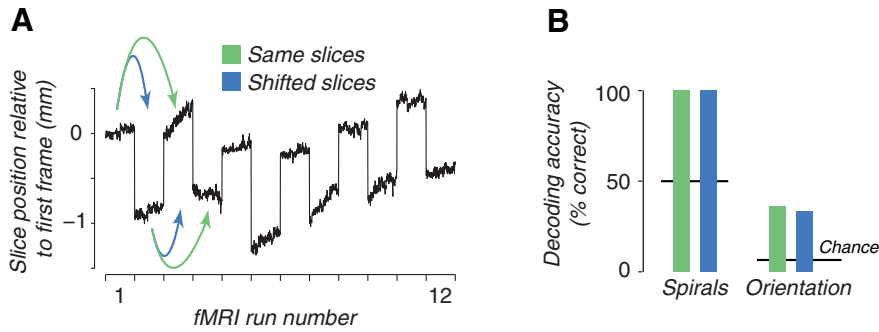 A
Same slices
Shifted slices
Slice position relative
to first frame (mm)
0
−1
1
12
fMRI run number
B
Decoding accuracy
(% correct)
100
50
0
Chance
Spirals
Orientation